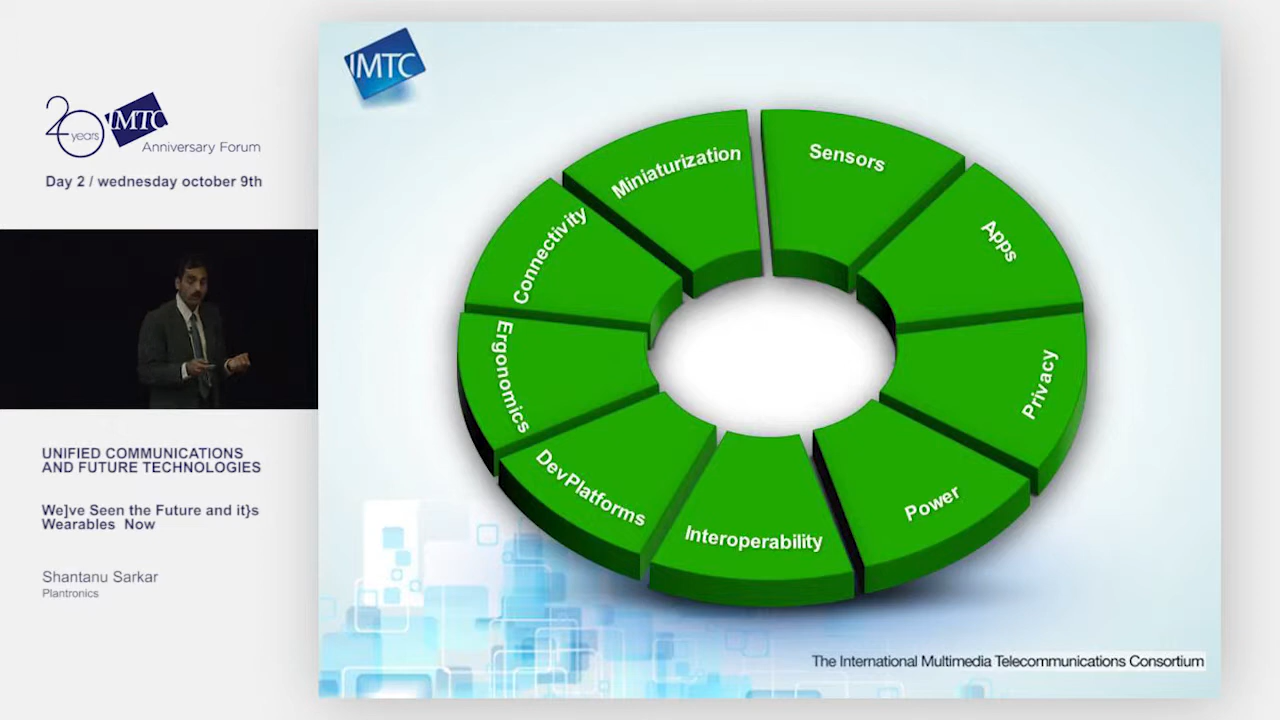 20 years IMTC
Anniversary Forum
Day 2 / wednesday october 9th
UNIFIED COMMUNICATIONS
AND FUTURE TECHNOLOGIES
We]ve Seen the Future and it}s
Wearables Now
Shantanu Sarkar
Plantronics
IMTC
Sensors
Apps
Privacy
Power
Interoperability
DevPlatforms
Ergonomics
Connectivity
Miniaturization
The International Multimedia Telecommunications Consortium